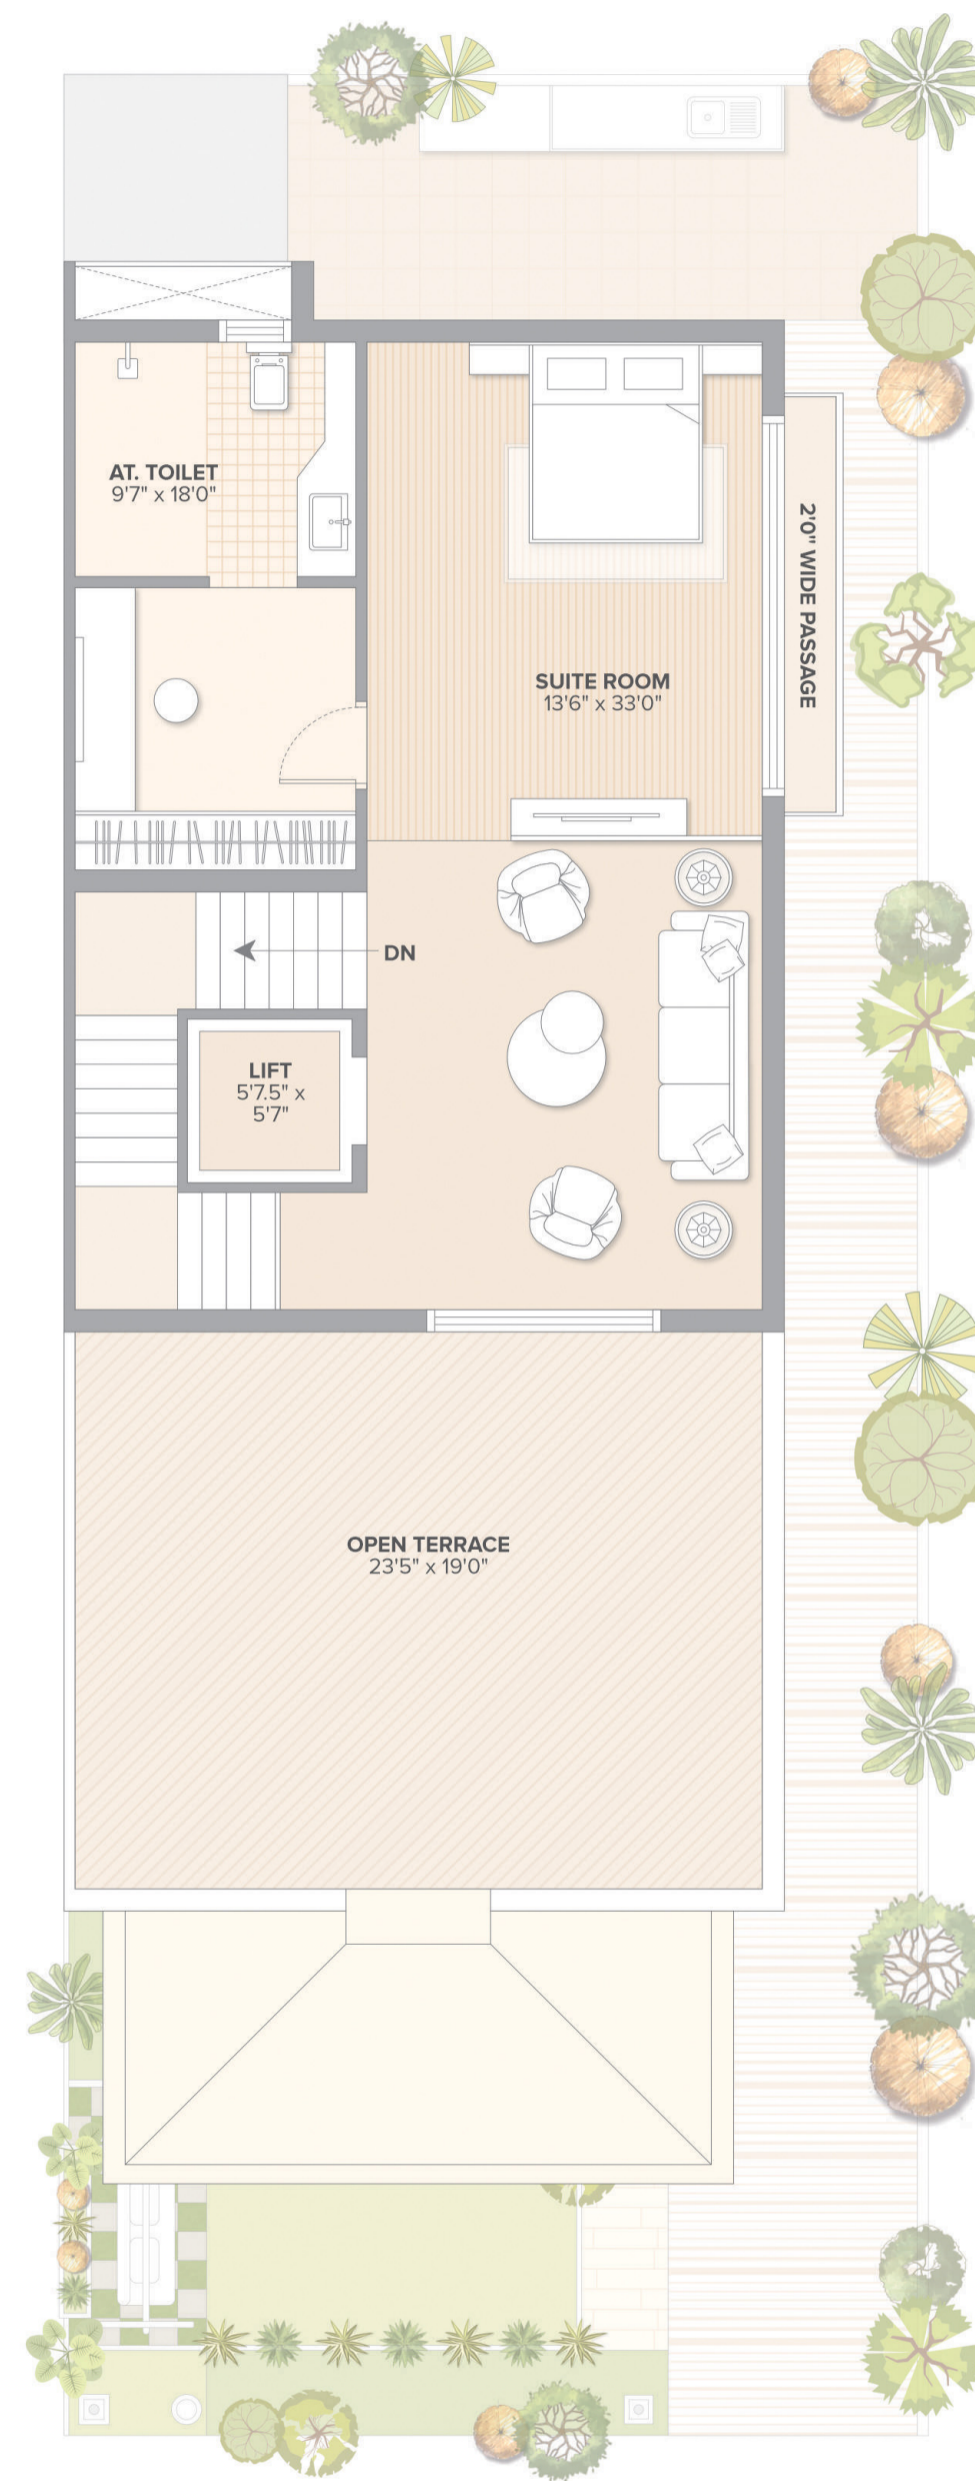 AT. TOILET
9'7" x 18'0"
2'0" WIDE PASSAGE
SUITE ROOM
13'6" x 33'0"
DN
LIFT
5'7.5" x
5'7"
OPEN TERRACE
23'5" x 19'0"